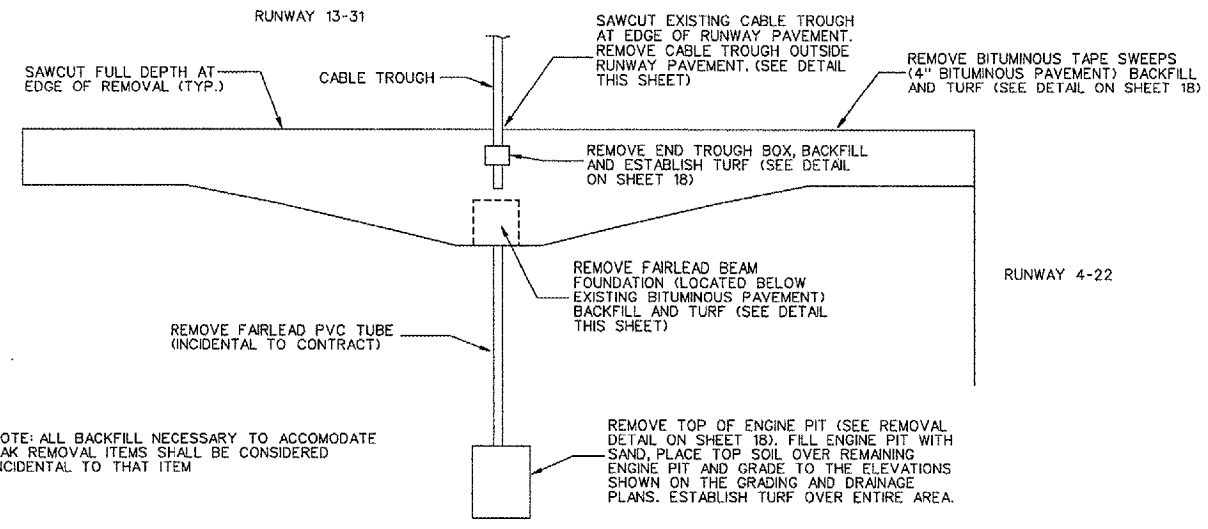 RUNWAY 13-31
SAWCUT EXISTING CABLE TROUGH
AT EDGE OF RUNWAY PAVEMENT.
REMOVE CABLE TROUGH OUTSIDE
RUNWAY PAVEMENT. (SEE DETAIL
THIS SHEET)
REMOVE BITUMINOUS TAPE SWEEPS
(4" BITUMINOUS PAVEMENT) BACKFILL
AND TURF (SEE DETAIL ON SHEET 18)
SAWCUT FULL DEPTH AT
EDGE OF REMOVAL (TYP.)
CABLE TROUGH
REMOVE END TROUGH BOX, BACKFILL
AND ESTABLISH TURF (SEE DETAIL
ON SHEET 18)
REMOVE FAIRLEAD BEAM
FOUNDATION (LOCATED BELOW
EXISTING BITUMINOUS PAVEMENT)
BACKFILL AND TURF (SEE DETAIL
THIS SHEET)
RUNWAY 4-22
REMOVE FAIRLEAD PVC TUBE
(INCIDENTAL TO CONTRACT)
OTE: ALL BACKFILL NECESSARY TO ACCOMODATE
AK REMOVAL ITEMS SHALL BE CONSIDERED
NCIDENTAL TO THAT ITEM
REMOVE TOP OF ENGINE PIT (SEE REMOVAL
DETAIL ON SHEET 18). FILL ENGINE PIT WITH
SAND, PLACE TOP SOIL OVER REMAINING
ENGINE PIT AND GRADE TO THE ELEVATIONS
SHOWN ON THE GRADING AND DRAINAGE
PLANS. ESTABLISH TURF OVER ENTIRE AREA.